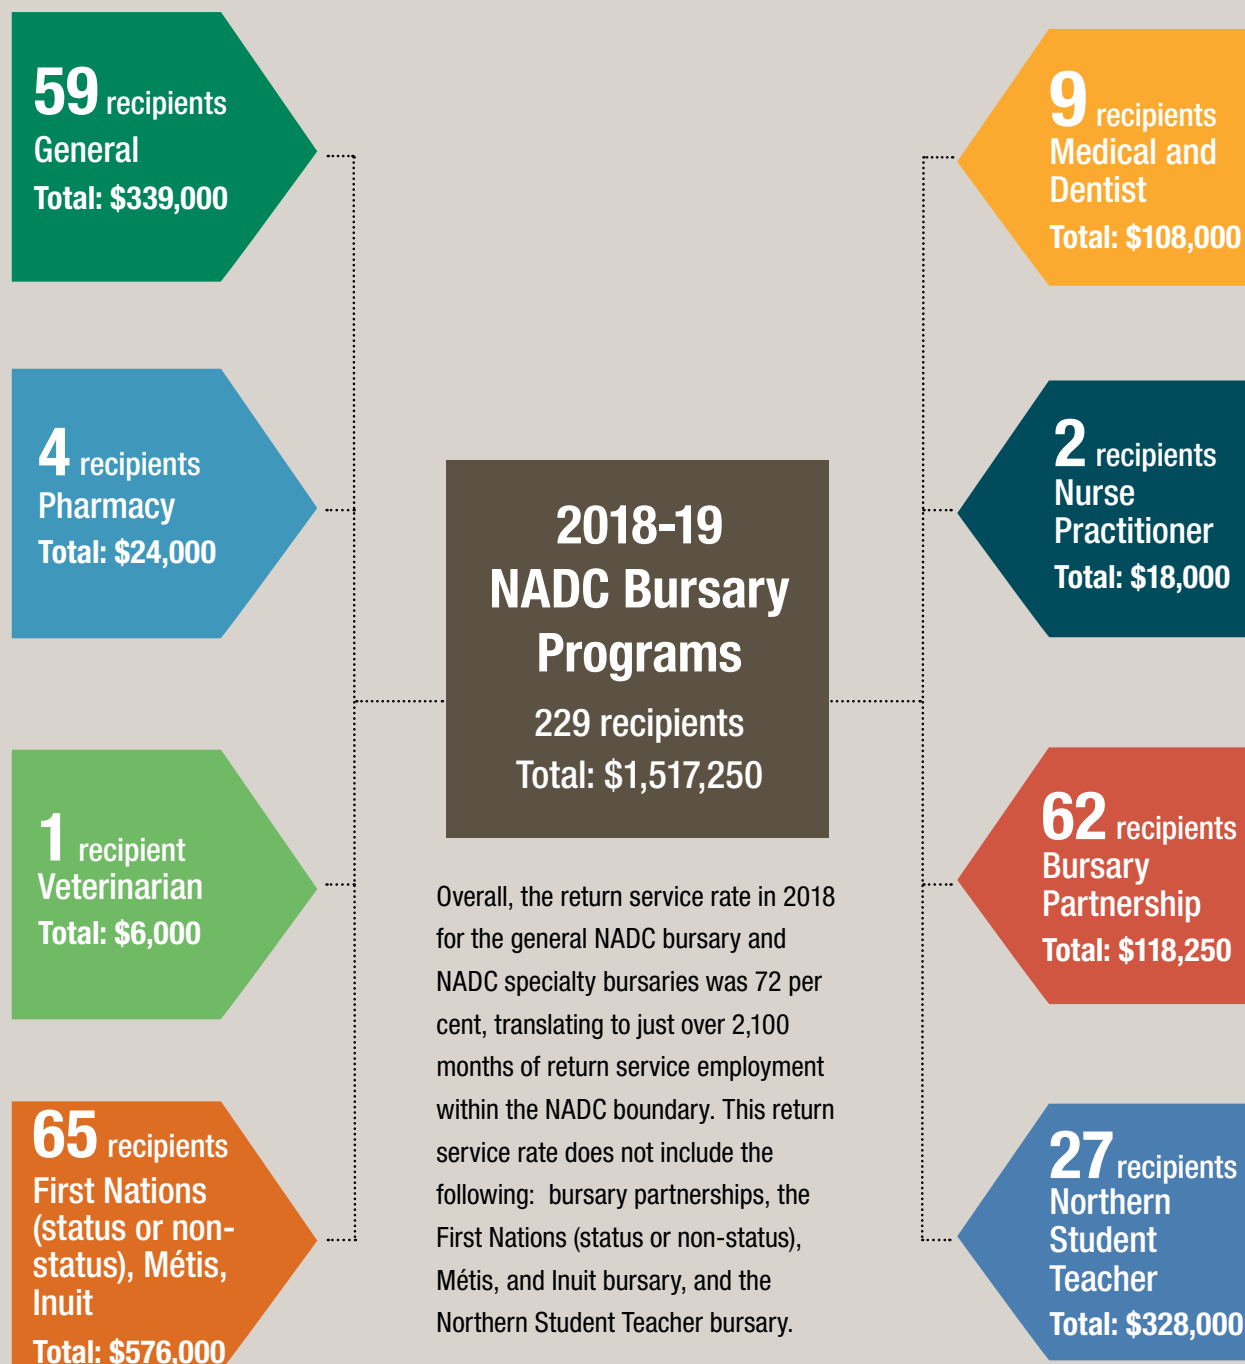 59 recipients
General
Total: $339,000
4 recipients
Pharmacy
Total: $24,000
1 recipient
Veterinarian
Total: $6,000
65 recipients
First Nations
(status or non-
status), Métis,
Inuit
Total: $576,000
2018-19
NADC Bursary
Programs
229 recipients
Total: $1,517,250
Overall, the return service rate in 2018
for the general NADC bursary and
NADC specialty bursaries was 72 per
cent, translating to just over 2,100
months of return service employment
within the NADC boundary. This return
service rate does not include the
following:  bursary partnerships, the
First Nations (status or non-status),
Métis, and Inuit bursary, and the
Northern Student Teacher bursary.
9 recipients
Medical and
Dentist
Total: $108,000
2 recipients
Nurse
Practitioner
Total: $18,000
62 recipients
Bursary
Partnership
Total: $118,250
27 recipients
Northern
Student
Teacher
Total: $328,000